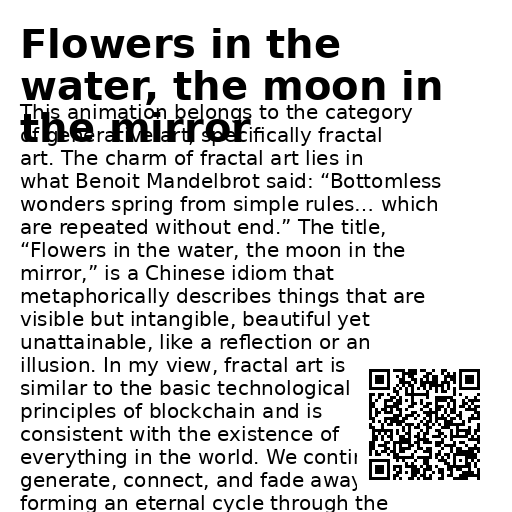 Flowers in the
water, the moon in
the mirror
This animation belongs to the category
of generative art, specifically fractal
art. The charm of fractal art lies in
what Benoit Mandelbrot said: “Bottomless
wonders spring from simple rules... which
are repeated without end.” The title,
“Flowers in the water, the moon in the
mirror,” is a Chinese idiom that
metaphorically describes things that are
visible but intangible, beautiful yet
unattainable, like a reflection or an
illusion. In my view, fractal art is
similar to the basic technological
principles of blockchain and is
consistent with the existence of
everything in the world. We contin
generate, connect, and fade away
forming an eternal cycle through the